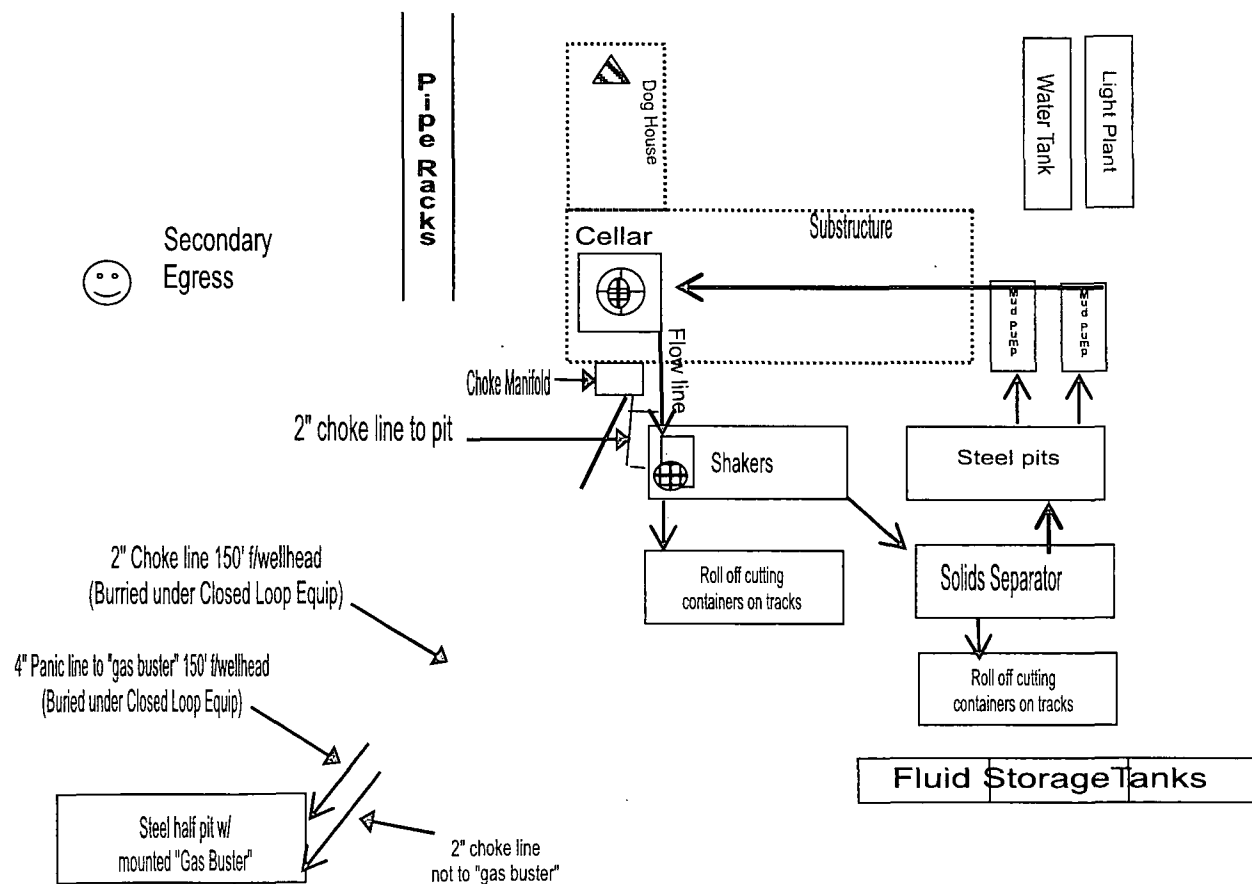 Pipe Racks
Dog House
Water Tank
Light Plant
Secondary
Egress
Substructure
Cellar
Mud Pump
Mud Pump
Flow line
Choke Manifold
2" choke line to pit
Shakers
Steel pits
2" Choke line 150' f/wellhead
(Burried under Closed Loop Equip)
Roll off cutting
containers on tracks
Solids Separator
4" Panic line to "gas buster" 150' f/wellhead
(Buried under Closed Loop Equip)
Roll off cutting
containers on tracks
Fluid StorageTanks
Steel half pit w/
mounted "Gas Buster"
2" choke line
not to "gas buster"